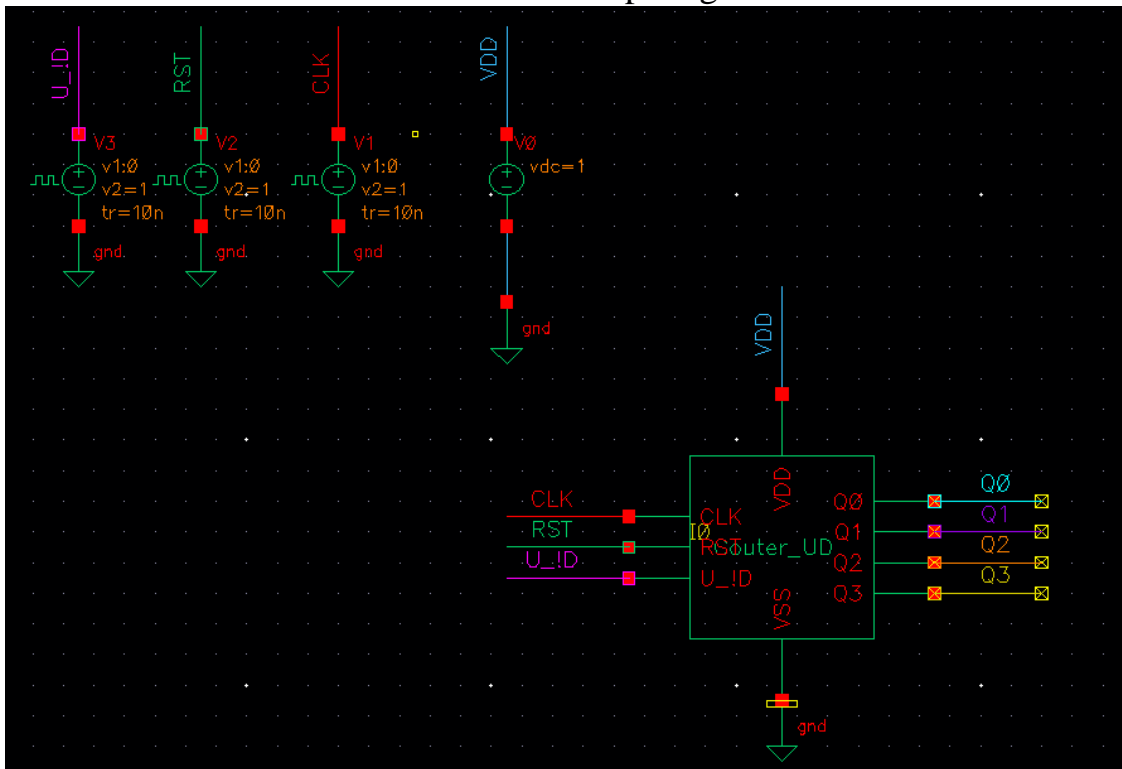 U_!D
RST
CLK
VDD
V3
v1:0
v2=1
tr=10n
gnd
V2
v1:0
v2=1
tr=10n
gnd
V1
v1:0
v2=1
tr=10n
gnd
V0
vdc=1
gnd
VDD
CLK
RST
U_!D
VDD
CLK
I0
RST
Couter_UD
U_!D
VSS
Q0
Q1
Q2
Q3
Q0
Q1
Q2
Q3
gnd